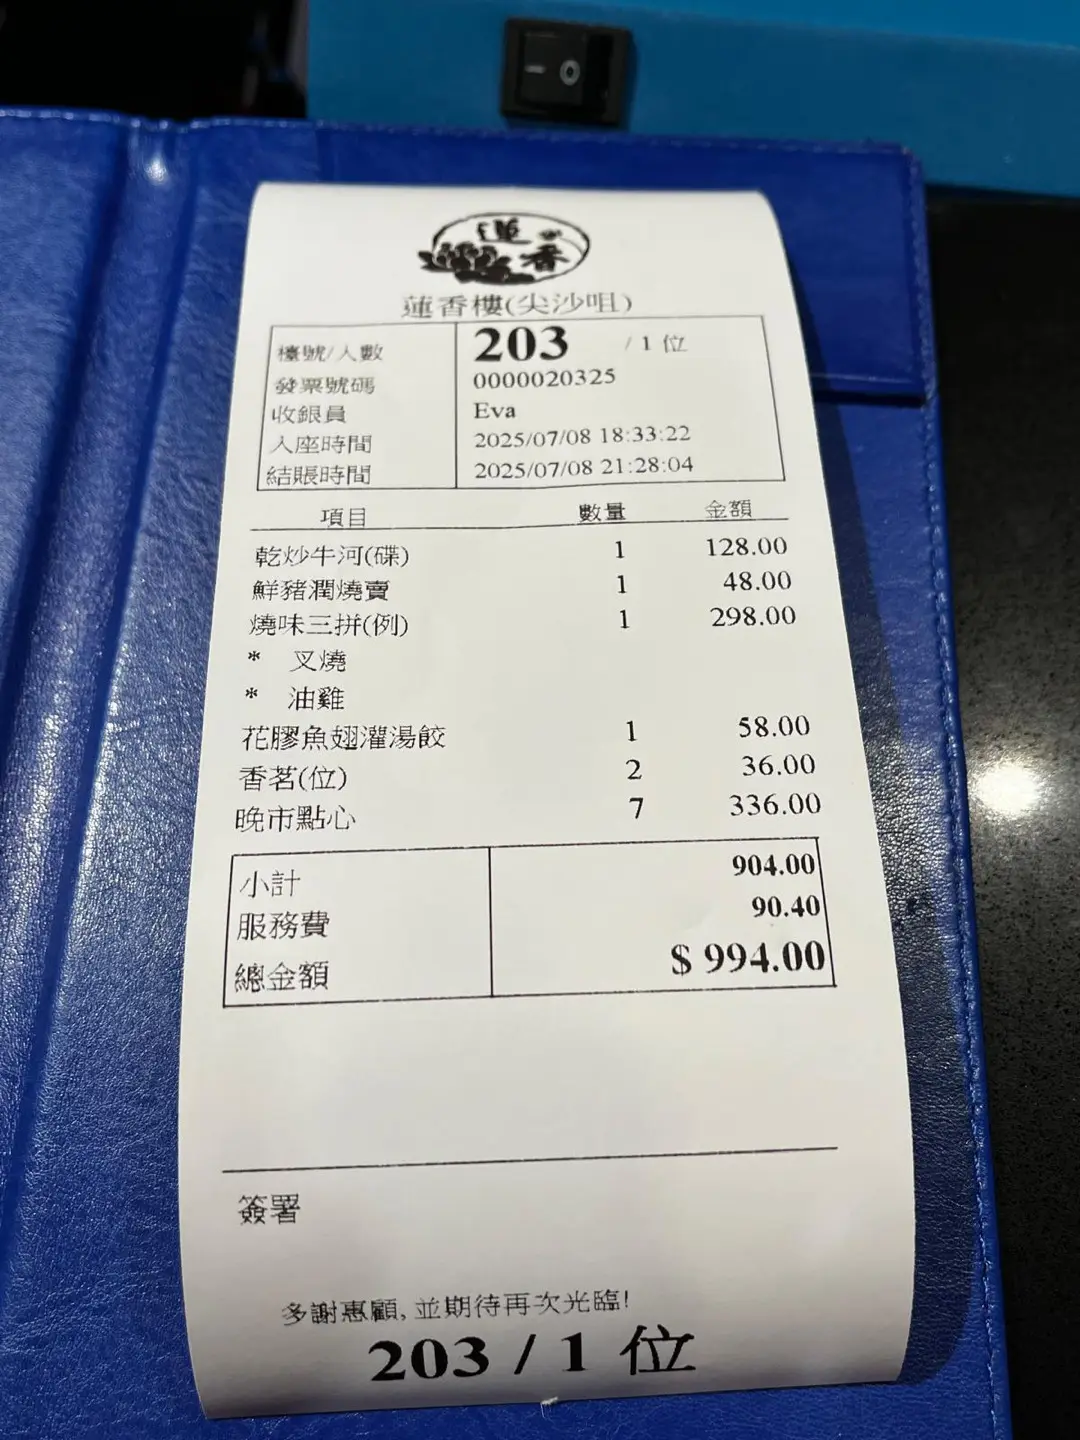 蓮香
蓮香樓(尖沙咀)
檯號/人數 203 / 1 位
發票號碼 0000020325
收銀員 Eva
入座時間 2025/07/08 18:33:22
結賬時間 2025/07/08 21:28:04
項目 數量 金額
乾炒牛河(碟) 1 128.00
鮮豬潤燒賣 1 48.00
燒味三拼(例) 1 298.00
* 叉燒
* 油雞
花膠魚翅灌湯餃 1 58.00
香茗(位) 2 36.00
晚市點心 7 336.00
小計 904.00
服務費 90.40
總金額 $ 994.00
簽署
多謝惠顧, 並期待再次光臨!
203 / 1 位